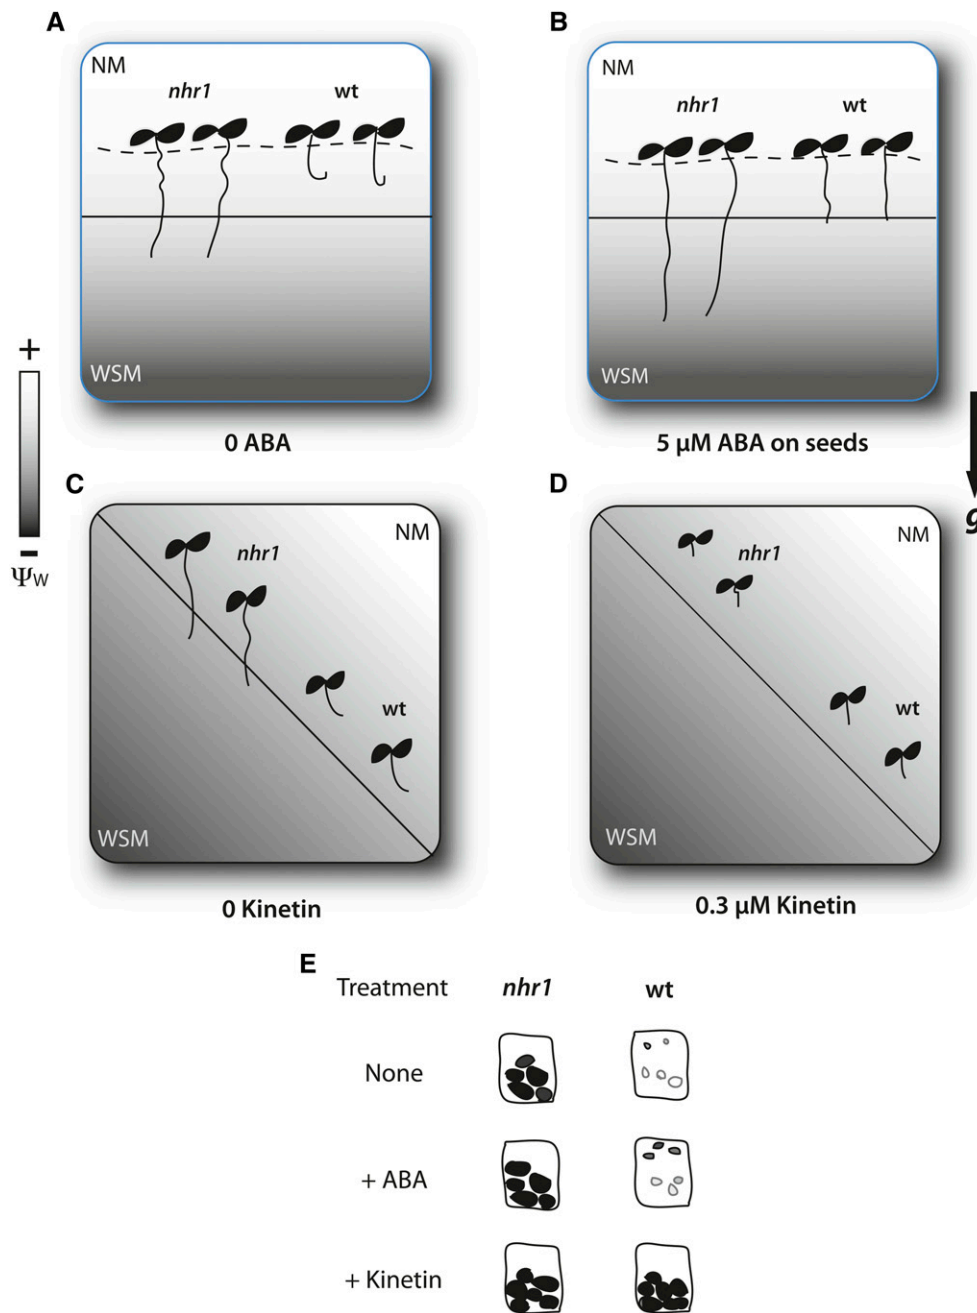 A
NM
nhr1
wt
WSM
0 ABA
B
NM
nhr1
wt
WSM
5 μM ABA on seeds
+
-
Ψw
g
C
NM
nhr1
wt
WSM
0 Kinetin
D
NM
nhr1
wt
WSM
0.3 μM Kinetin
E
Treatment nhr1 wt
None
+ ABA
+ Kinetin